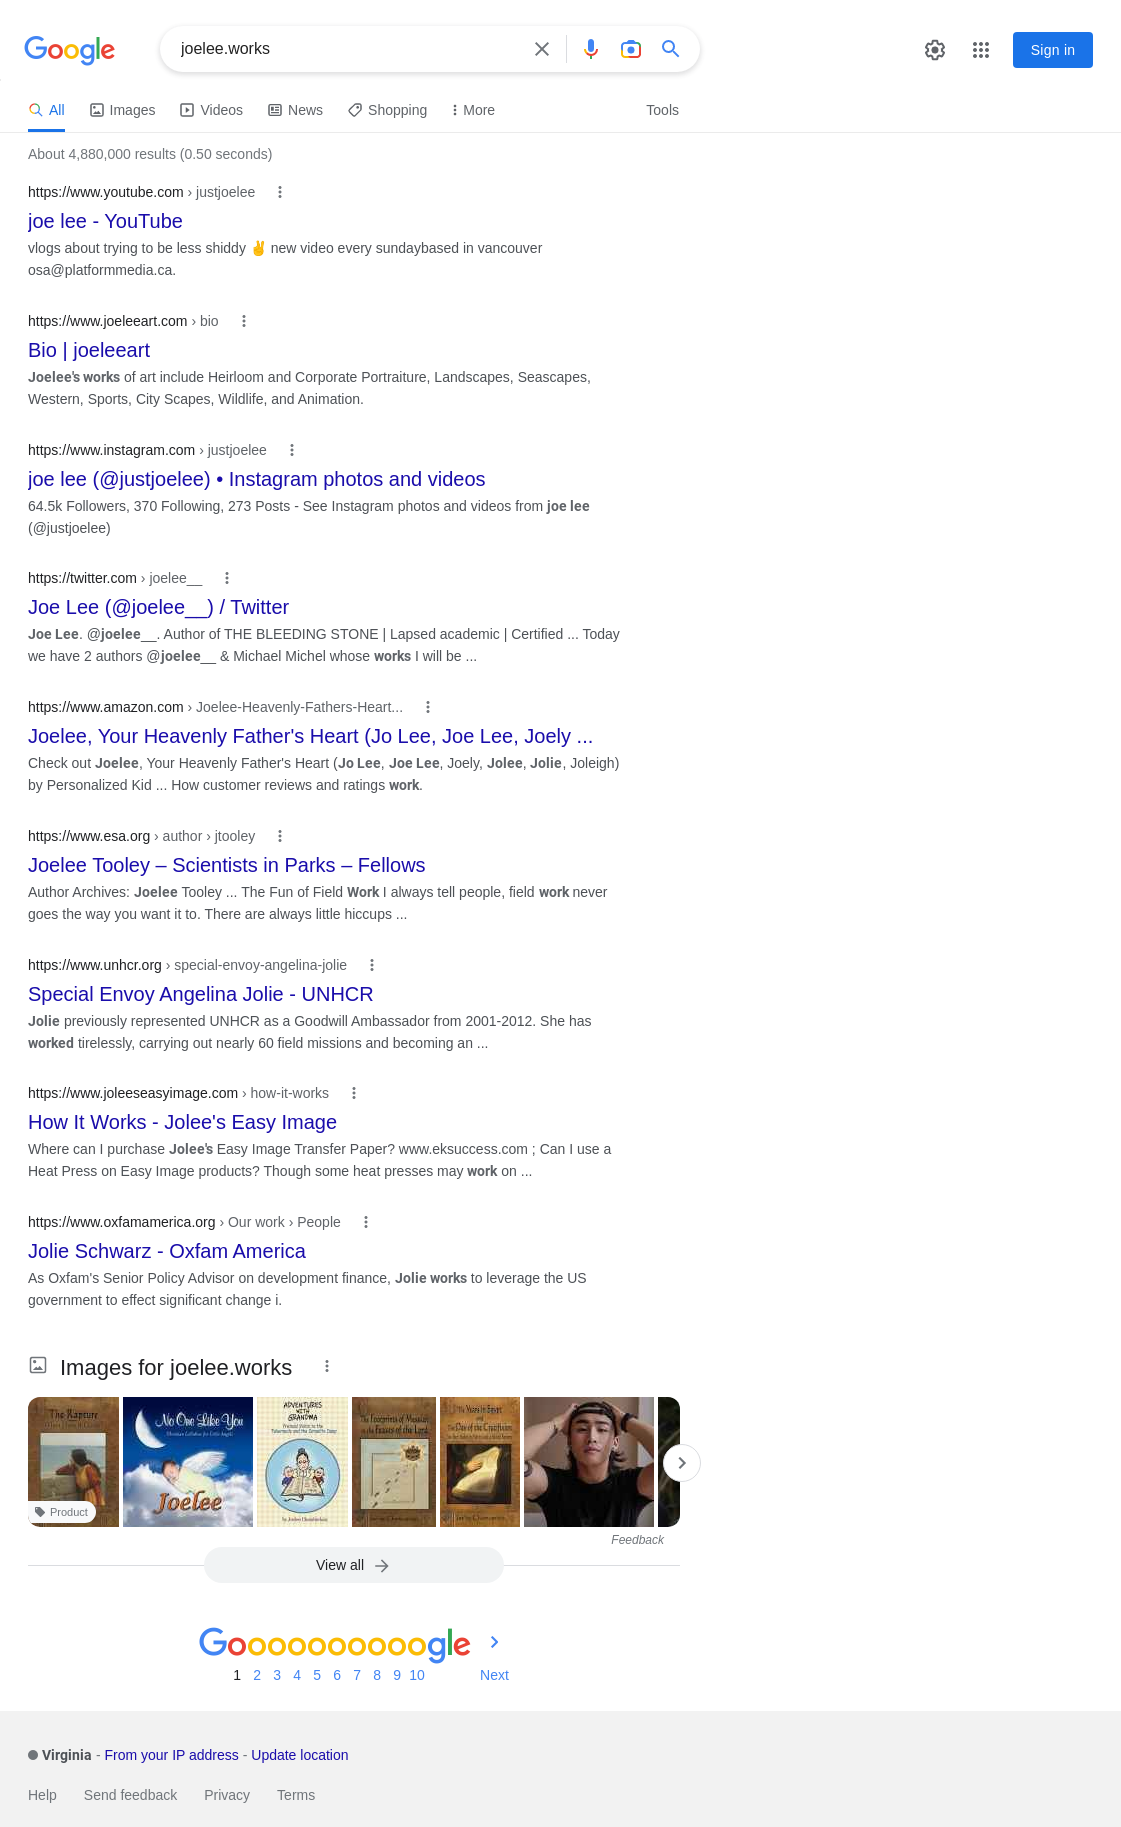 Google
joelee.works
Sign in
All Images Videos News Shopping More Tools
About 4,880,000 results (0.50 seconds)
https://www.youtube.com › justjoelee
joe lee - YouTube
vlogs about trying to be less shiddy ✌️ new video every sundaybased in vancouver
osa@platformmedia.ca.
https://www.joeleeart.com › bio
Bio | joeleeart
Joelee's works of art include Heirloom and Corporate Portraiture, Landscapes, Seascapes,
Western, Sports, City Scapes, Wildlife, and Animation.
https://www.instagram.com › justjoelee
joe lee (@justjoelee) • Instagram photos and videos
64.5k Followers, 370 Following, 273 Posts - See Instagram photos and videos from joe lee
(@justjoelee)
https://twitter.com › joelee__
Joe Lee (@joelee__) / Twitter
Joe Lee. @joelee__. Author of THE BLEEDING STONE | Lapsed academic | Certified ... Today
we have 2 authors @joelee__ & Michael Michel whose works I will be ...
https://www.amazon.com › Joelee-Heavenly-Fathers-Heart...
Joelee, Your Heavenly Father's Heart (Jo Lee, Joe Lee, Joely ...
Check out Joelee, Your Heavenly Father's Heart (Jo Lee, Joe Lee, Joely, Jolee, Jolie, Joleigh)
by Personalized Kid ... How customer reviews and ratings work.
https://www.esa.org › author › jtooley
Joelee Tooley – Scientists in Parks – Fellows
Author Archives: Joelee Tooley ... The Fun of Field Work I always tell people, field work never
goes the way you want it to. There are always little hiccups ...
https://www.unhcr.org › special-envoy-angelina-jolie
Special Envoy Angelina Jolie - UNHCR
Jolie previously represented UNHCR as a Goodwill Ambassador from 2001-2012. She has
worked tirelessly, carrying out nearly 60 field missions and becoming an ...
https://www.joleeseasyimage.com › how-it-works
How It Works - Jolee's Easy Image
Where can I purchase Jolee's Easy Image Transfer Paper? www.eksuccess.com ; Can I use a
Heat Press on Easy Image products? Though some heat presses may work on ...
https://www.oxfamamerica.org › Our work › People
Jolie Schwarz - Oxfam America
As Oxfam's Senior Policy Advisor on development finance, Jolie works to leverage the US
government to effect significant change i.
Images for joelee.works
The Rapture
No One Like You
Joelee
ADVENTURES
WITH
GRANDMA
The Footprints of Messiah
in the Feasts of the Lord
Product
Feedback
View all
Goooooooooogle
1 2 3 4 5 6 7 8 9 10 Next
Virginia - From your IP address - Update location
Help Send feedback Privacy Terms